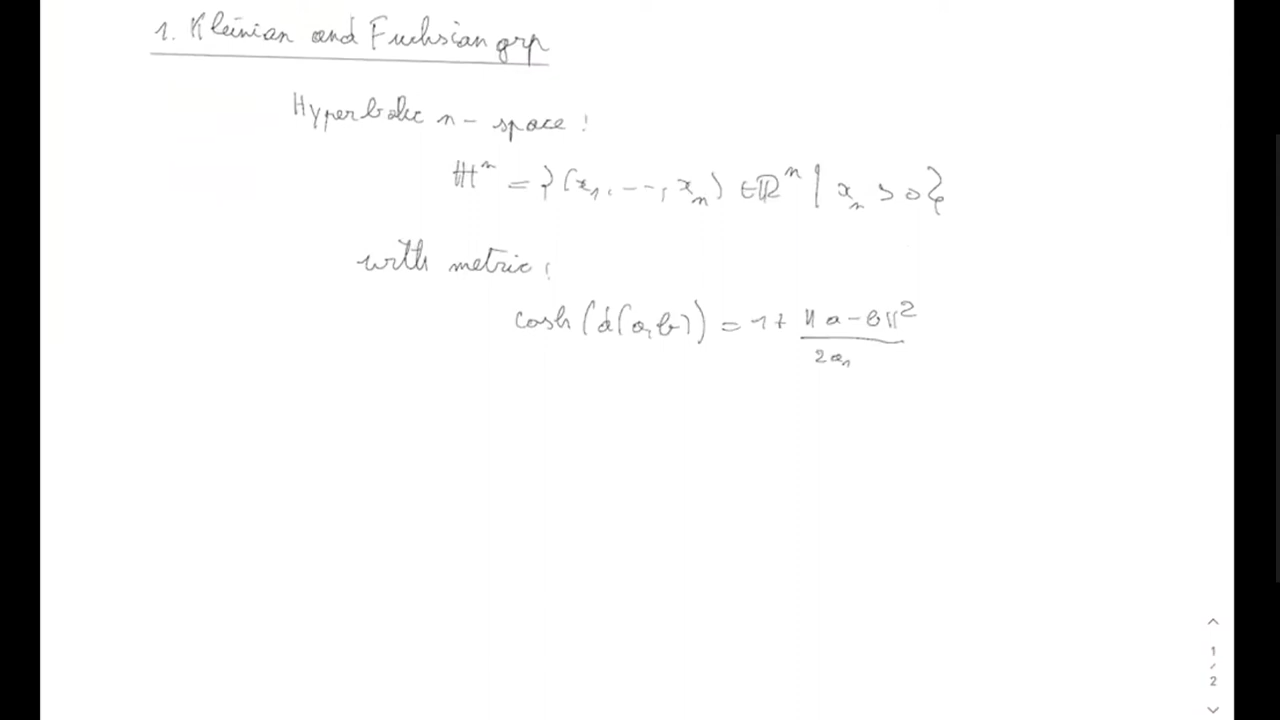 1. Kleinian and Fuchsian grp
Hyperbolic n-space:
ℍⁿ = {(x₁, ---, xₙ) ∈ ℝⁿ | xₙ > 0}
with metric:
cosh(d(a,b)) = 1 + ‖a-b‖² / 2aₙ
1
/
2